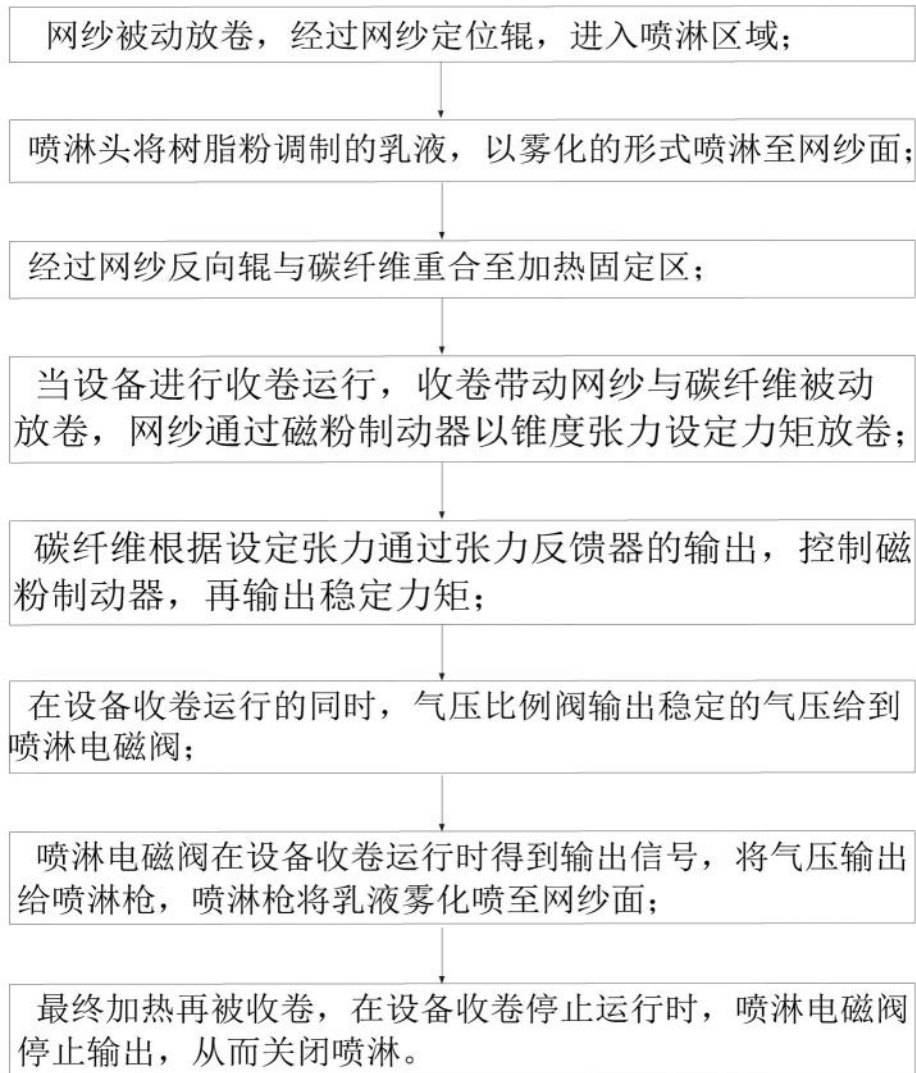 网纱被动放卷，经过网纱定位辊，进入喷淋区域；
喷淋头将树脂粉调制的乳液，以雾化的形式喷淋至网纱面；
经过网纱反向辊与碳纤维重合至加热固定区；
当设备进行收卷运行，收卷带动网纱与碳纤维被动
放卷，网纱通过磁粉制动器以锥度张力设定力矩放卷；
碳纤维根据设定张力通过张力反馈器的输出，控制磁
粉制动器，再输出稳定力矩；
在设备收卷运行的同时，气压比例阀输出稳定的气压给到
喷淋电磁阀；
喷淋电磁阀在设备收卷运行时得到输出信号，将气压输出
给喷淋枪，喷淋枪将乳液雾化喷至网纱面；
最终加热再被收卷，在设备收卷停止运行时，喷淋电磁阀
停止输出，从而关闭喷淋。